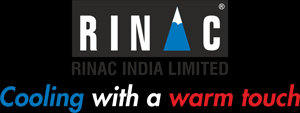 RINAC®
RINAC INDIA LIMITED
Cooling with a warm touch